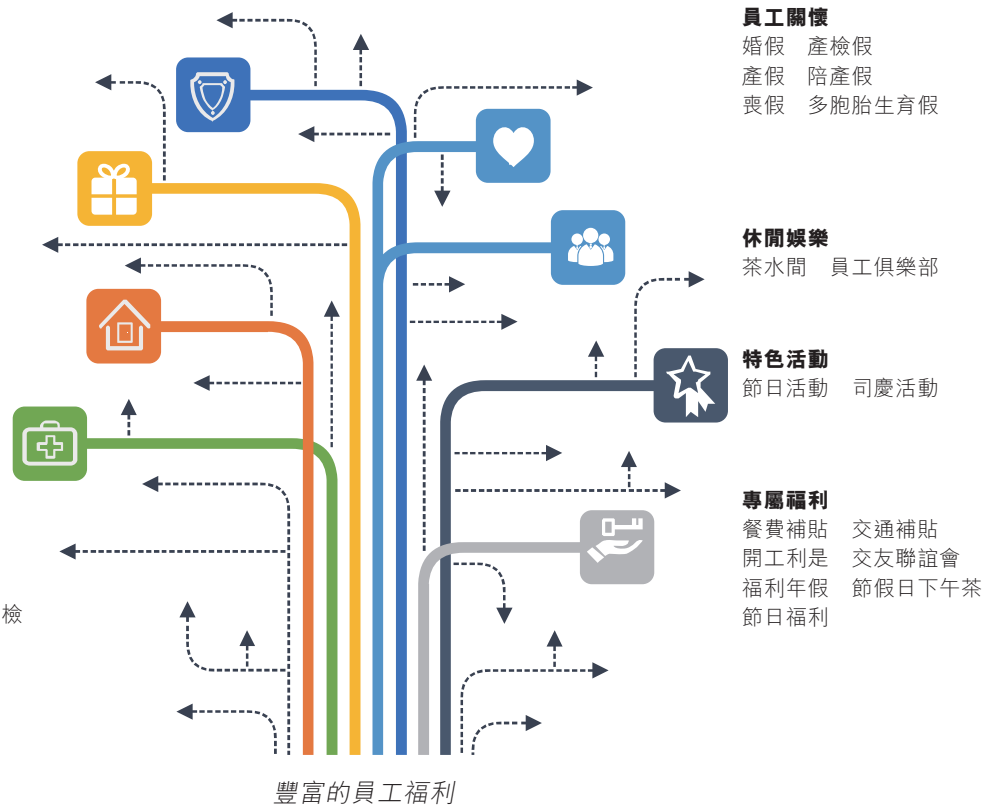 員工關懷
婚假　產檢假
產假　陪產假
喪假　多胞胎生育假
休閒娛樂
茶水間　員工俱樂部
特色活動
節日活動　司慶活動
專屬福利
餐費補貼　交通補貼
開工利是　交友聯誼會
福利年假　節假日下午茶
節日福利
檢
豐富的員工福利